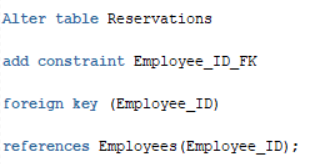 Alter table Reservations
add constraint Employee_ID_FK
foreign key (Employee_ID)
references Employees(Employee_ID);